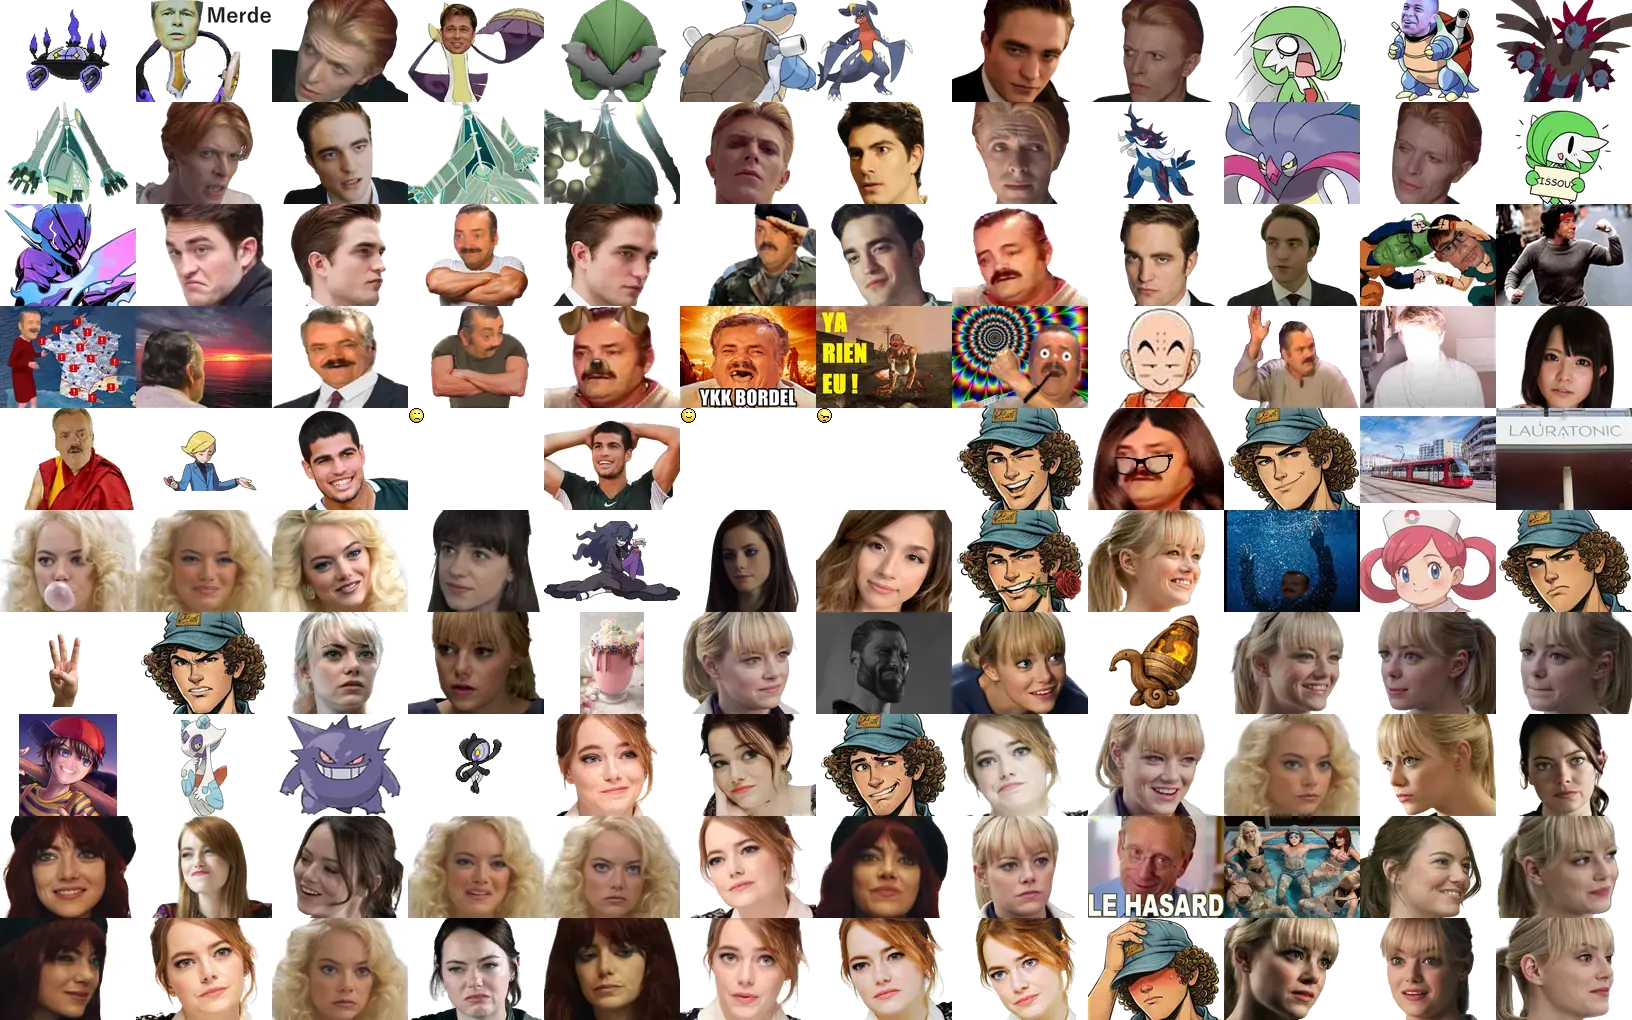 Merde
ISSOU
YKK BORDEL
YA
RIEN
EU !
LAURATONIC
LE HASARD